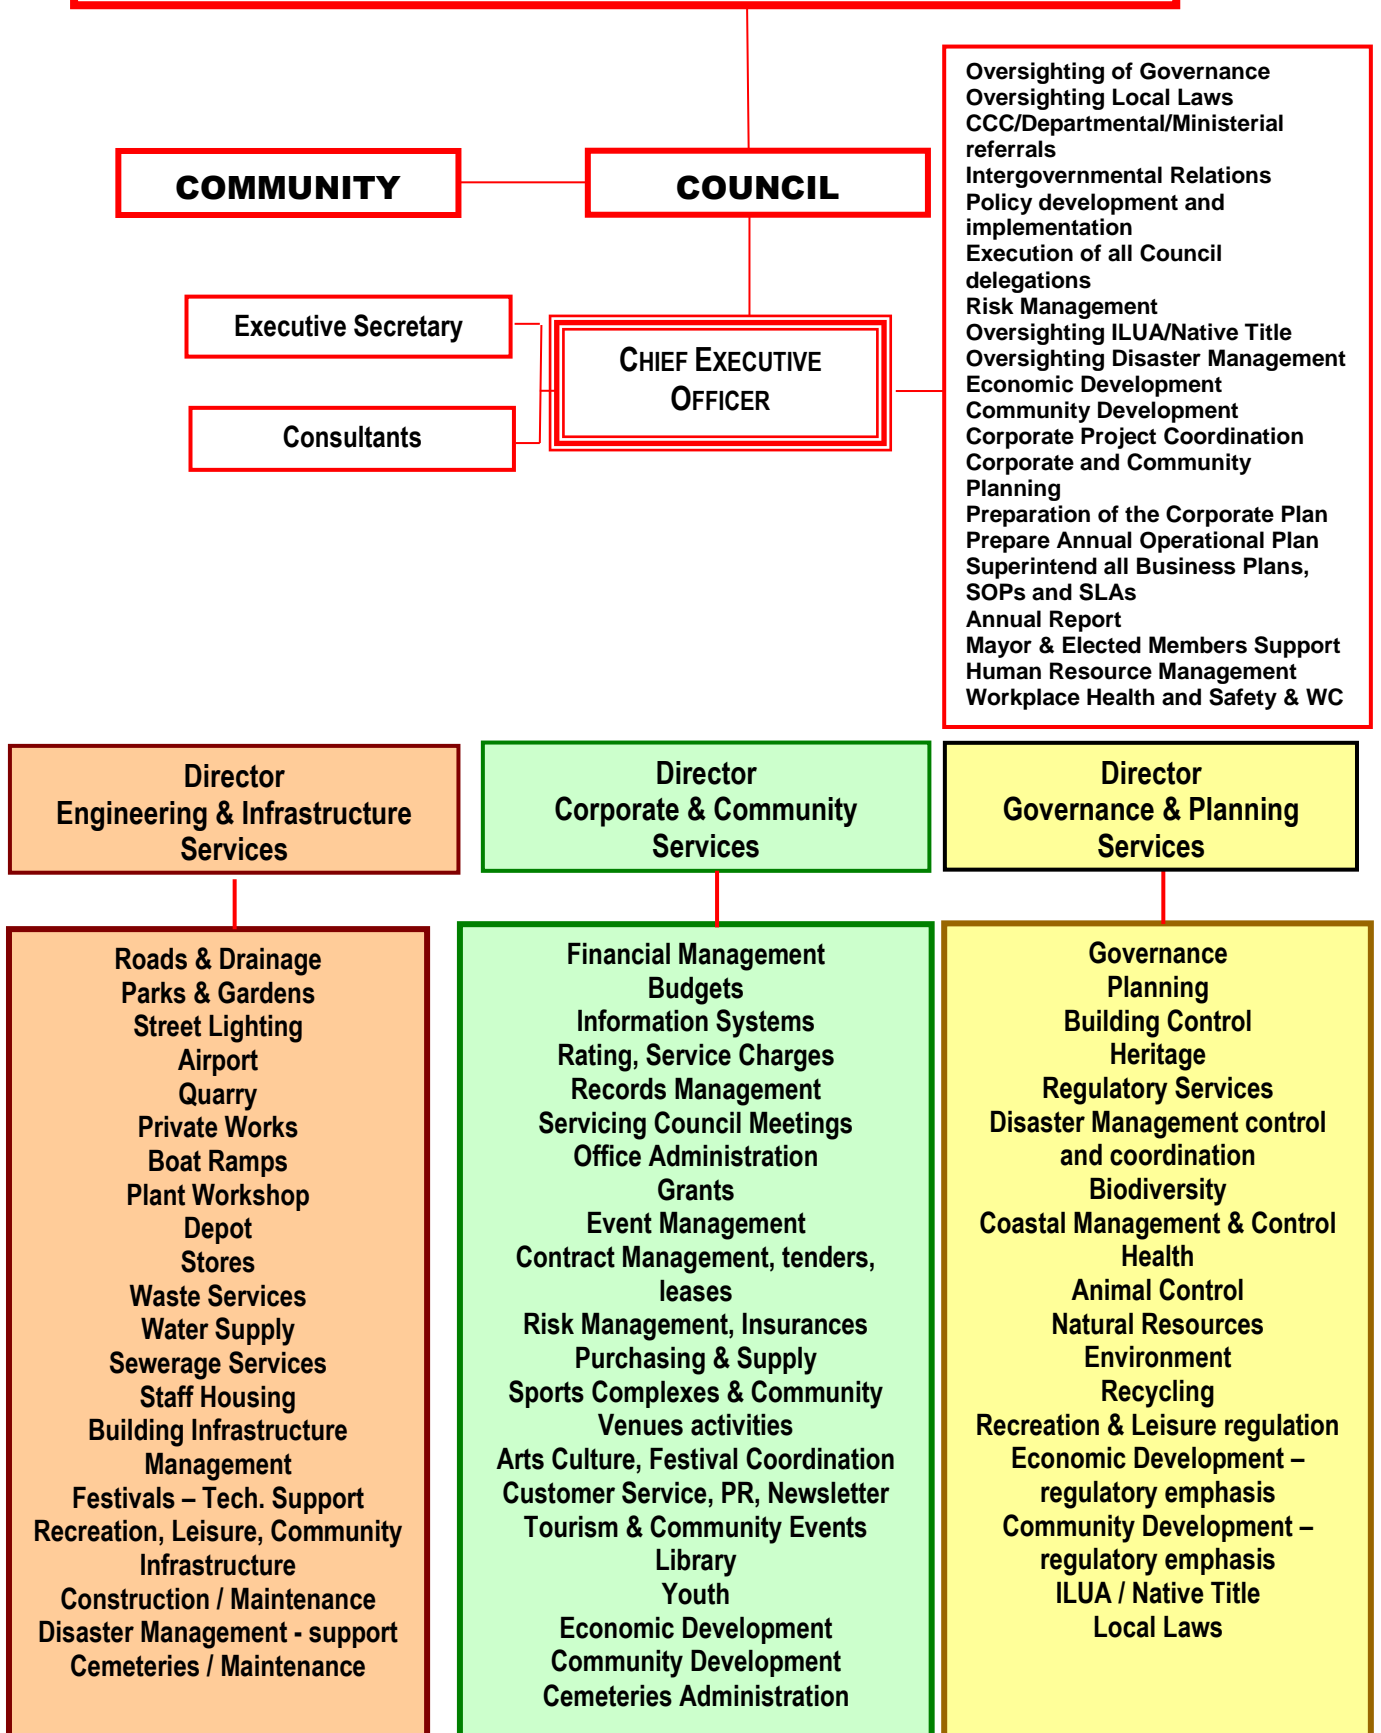 COMMUNITY
COUNCIL
Executive Secretary
Consultants
CHIEF EXECUTIVE
OFFICER
Oversighting of Governance
Oversighting Local Laws
CCC/Departmental/Ministerial
referrals
Intergovernmental Relations
Policy development and
implementation
Execution of all Council
delegations
Risk Management
Oversighting ILUA/Native Title
Oversighting Disaster Management
Economic Development
Community Development
Corporate Project Coordination
Corporate and Community
Planning
Preparation of the Corporate Plan
Prepare Annual Operational Plan
Superintend all Business Plans,
SOPs and SLAs
Annual Report
Mayor & Elected Members Support
Human Resource Management
Workplace Health and Safety & WC
Director
Engineering & Infrastructure
Services
Director
Corporate & Community
Services
Director
Governance & Planning
Services
Roads & Drainage
Parks & Gardens
Street Lighting
Airport
Quarry
Private Works
Boat Ramps
Plant Workshop
Depot
Stores
Waste Services
Water Supply
Sewerage Services
Staff Housing
Building Infrastructure
Management
Festivals – Tech. Support
Recreation, Leisure, Community
Infrastructure
Construction / Maintenance
Disaster Management - support
Cemeteries / Maintenance
Financial Management
Budgets
Information Systems
Rating, Service Charges
Records Management
Servicing Council Meetings
Office Administration
Grants
Event Management
Contract Management, tenders,
leases
Risk Management, Insurances
Purchasing & Supply
Sports Complexes & Community
Venues activities
Arts Culture, Festival Coordination
Customer Service, PR, Newsletter
Tourism & Community Events
Library
Youth
Economic Development
Community Development
Cemeteries Administration
Governance
Planning
Building Control
Heritage
Regulatory Services
Disaster Management control
and coordination
Biodiversity
Coastal Management & Control
Health
Animal Control
Natural Resources
Environment
Recycling
Recreation & Leisure regulation
Economic Development –
regulatory emphasis
Community Development –
regulatory emphasis
ILUA / Native Title
Local Laws